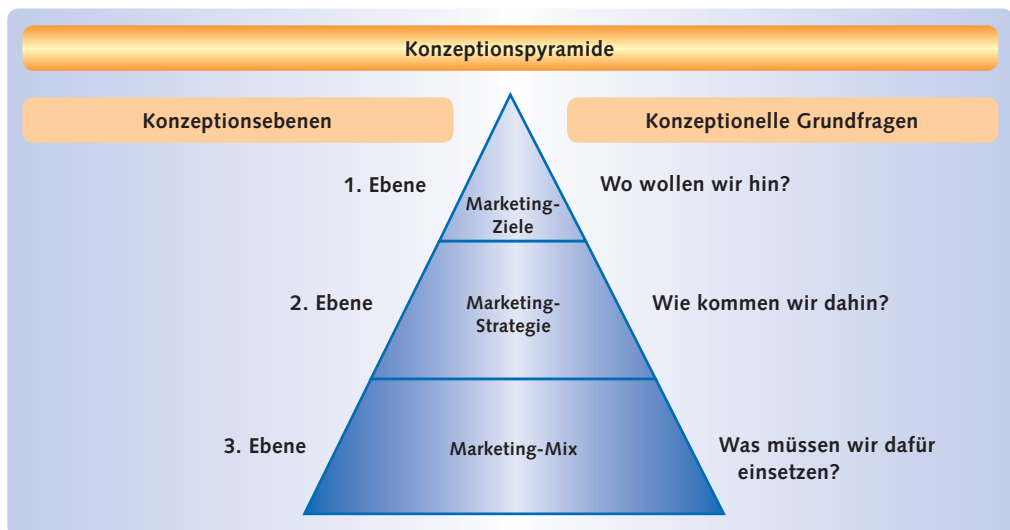 Konzeptionspyramide
Konzeptionsebenen
Konzeptionelle Grundfragen
1. Ebene
Marketing-
Ziele
Wo wollen wir hin?
2. Ebene
Marketing-
Strategie
Wie kommen wir dahin?
3. Ebene
Marketing-Mix
Was müssen wir dafür
einsetzen?